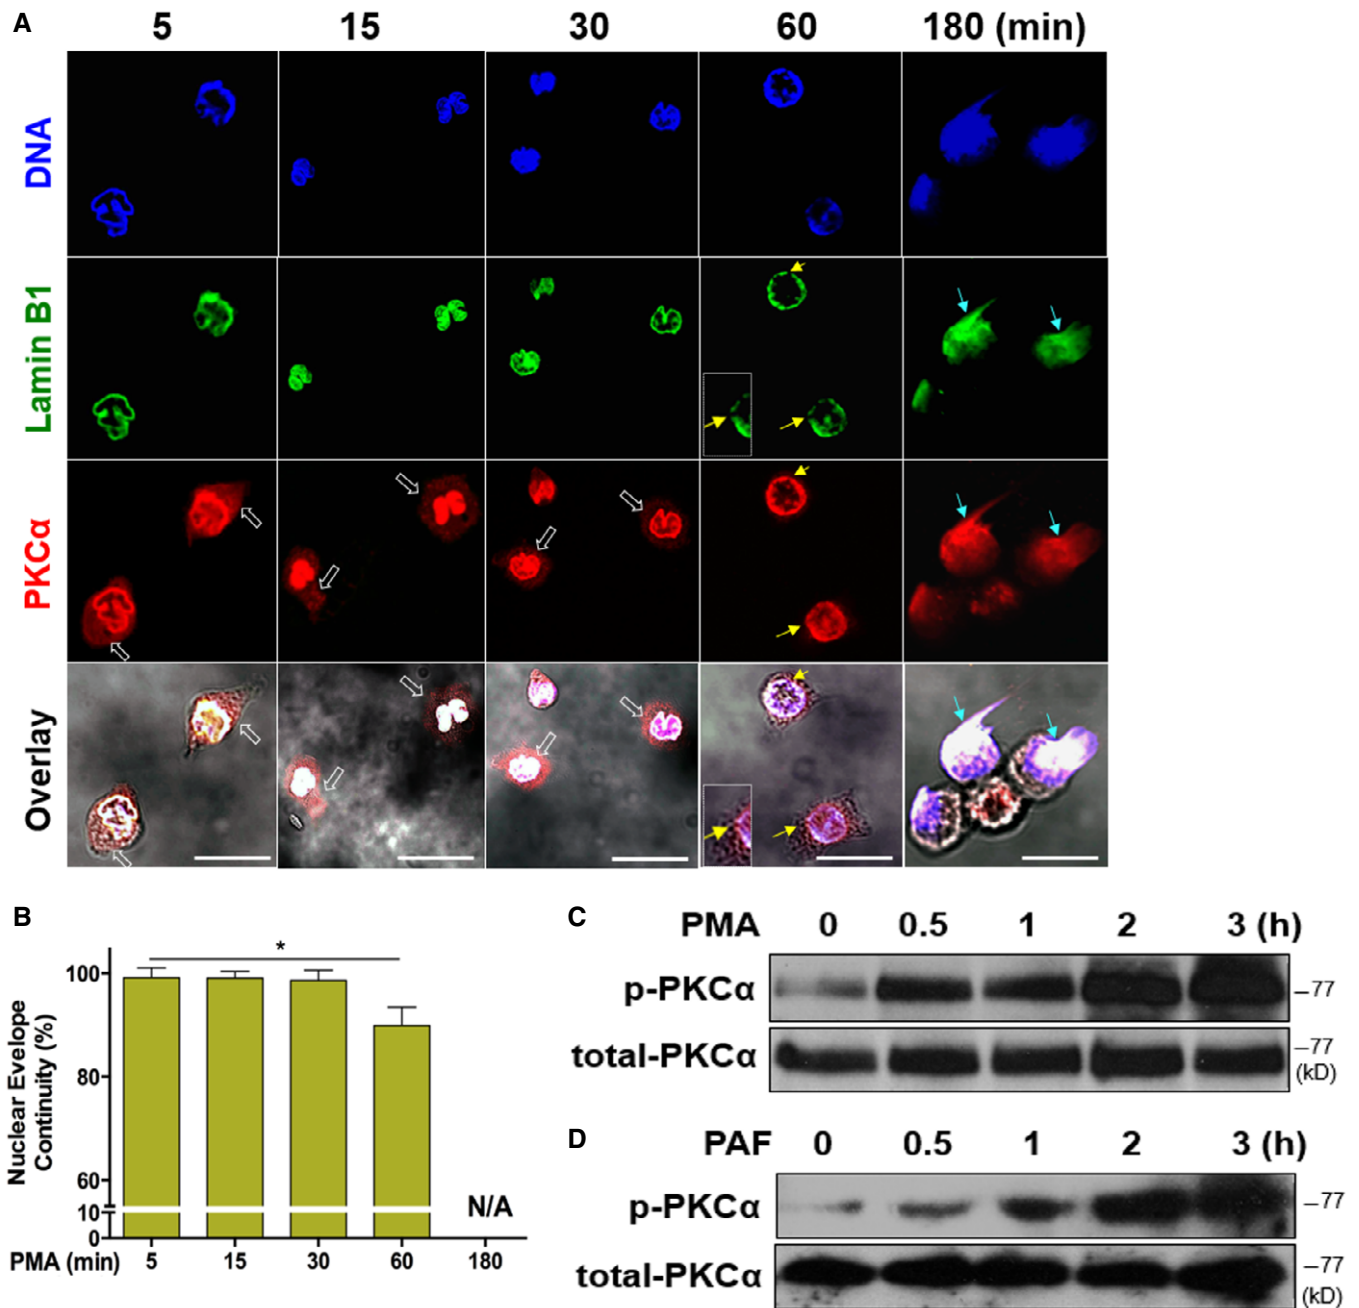 A
5 15 30 60 180 (min)
DNA
Lamin B1
PKCα
Overlay
B
*
Nuclear Evelope
Continuity (%)
100
80
60
10
0
N/A
PMA (min) 5 15 30 60 180
C
PMA 0 0.5 1 2 3 (h)
p-PKCα –77
total-PKCα –77
(kD)
D
PAF 0 0.5 1 2 3 (h)
p-PKCα –77
total-PKCα –77
(kD)